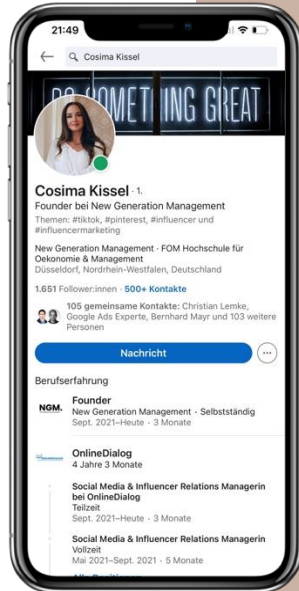 21:49
Cosima Kissel
DO SOMETHING GREAT
Cosima Kissel · 1.
Founder bei New Generation Management
Themen: #tiktok, #pinterest, #influencer und
#influencermarketing
New Generation Management · FOM Hochschule für
Oekonomie & Management
Düsseldorf, Nordrhein-Westfalen, Deutschland
1.651 Follower:innen · 500+ Kontakte
105 gemeinsame Kontakte: Christian Lemke,
Google Ads Experte, Bernhard Mayr und 103 weitere
Personen
Nachricht
Berufserfahrung
NGM.
Founder
New Generation Management · Selbstständig
Sept. 2021–Heute · 3 Monate
OnlineDialog
4 Jahre 3 Monate
Social Media & Influencer Relations Managerin
bei OnlineDialog
Teilzeit
Sept. 2021–Heute · 3 Monate
Social Media & Influencer Relations Managerin
Vollzeit
Mai 2021–Sept. 2021 · 5 Monate